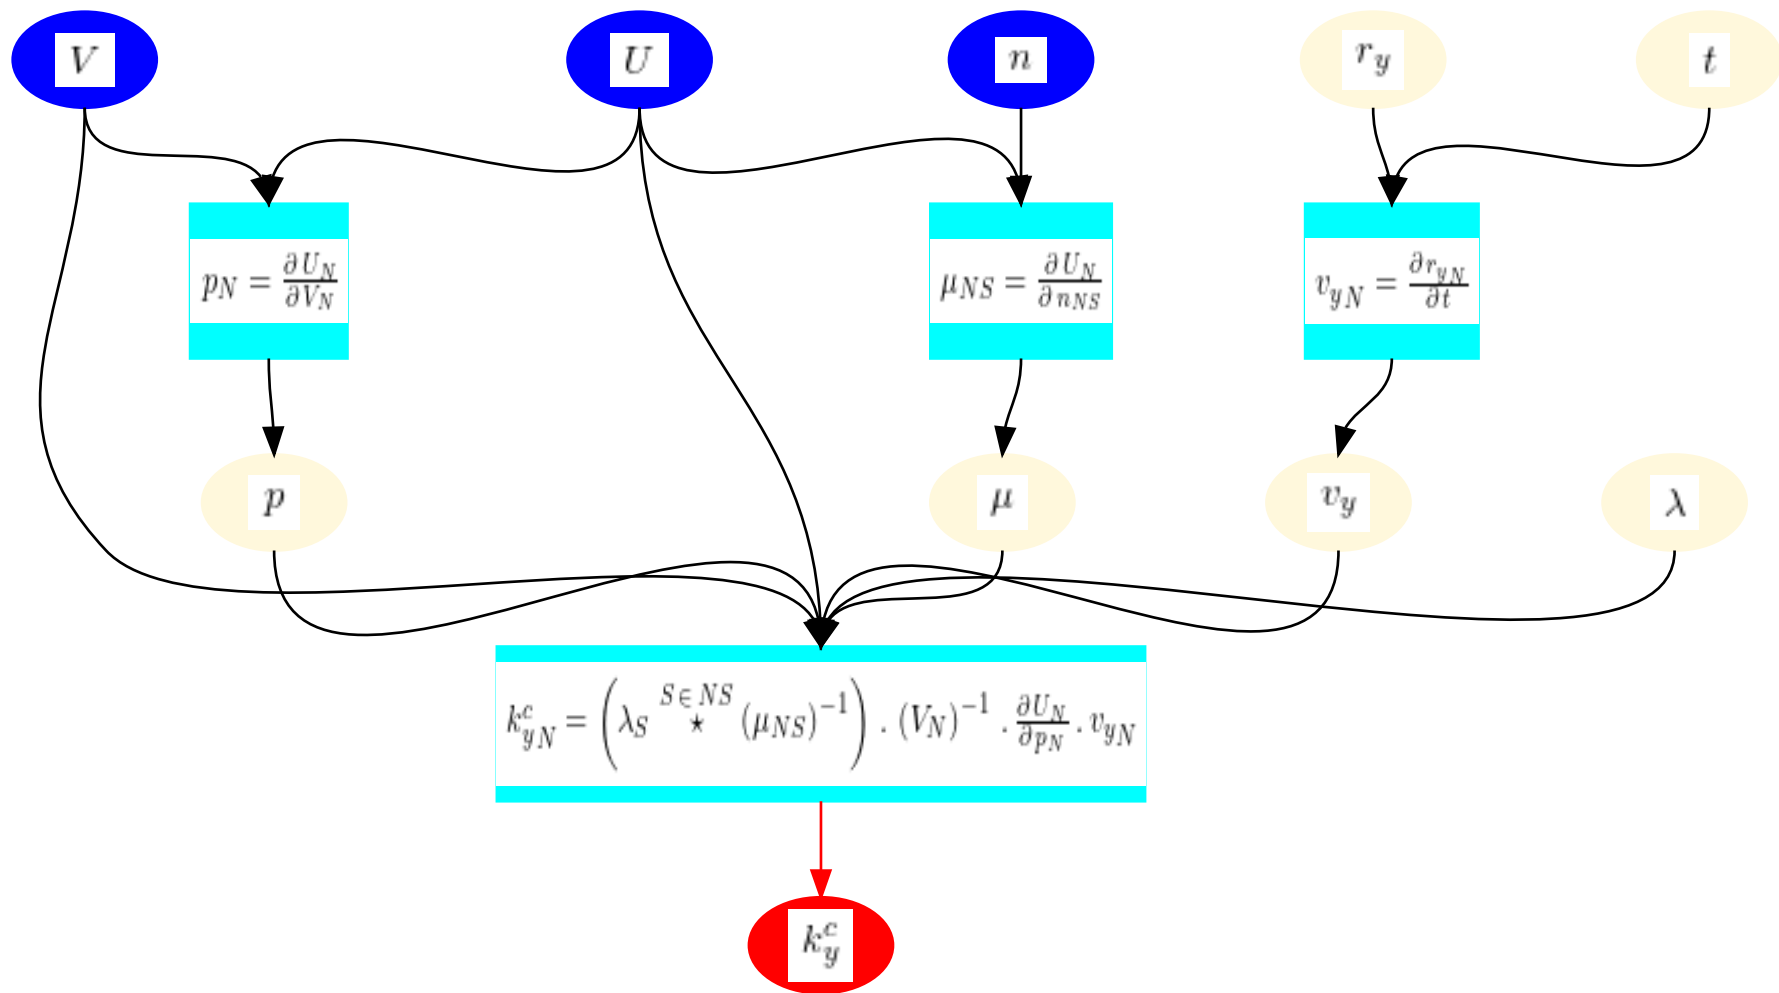 V
U
n
r_y
t
p_N = ∂U_N/∂V_N
μ_NS = ∂U_N/∂n_NS
v_yN = ∂r_yN/∂t
p
μ
v_y
λ
k^c_yN = (λ_S S∈NS ⋆ (μ_NS)^−1) . (V_N)^−1 . ∂U_N/∂p_N . v_yN
k^c_y